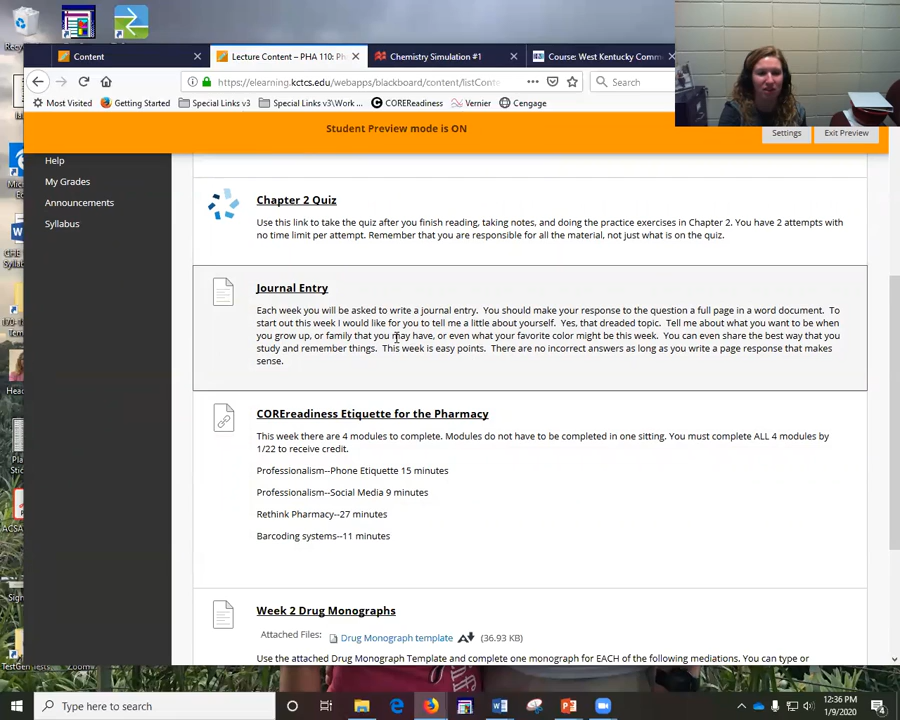 Recy
Content
Lecture Content – PHA 110: Ph
Chemistry Simulation #1
Course: West Kentucky Comm
https://elearning.kctcs.edu/webapps/blackboard/content/listConte
Search
Most Visited
Getting Started
Special Links v3
Special Links v3\Work ...
COREReadiness
Vernier
Cengage
Student Preview mode is ON
Settings
Exit Preview
Help
My Grades
Announcements
Syllabus
Chapter 2 Quiz
Use this link to take the quiz after you finish reading, taking notes, and doing the practice exercises in Chapter 2. You have 2 attempts with
no time limit per attempt. Remember that you are responsible for all the material, not just what is on the quiz.
Journal Entry
Each week you will be asked to write a journal entry. You should make your response to the question a full page in a word document. To
start out this week I would like for you to tell me a little about yourself. Yes, that dreaded topic. Tell me about what you want to be when
you grow up, or family that you may have, or even what your favorite color might be this week. You can even share the best way that you
study and remember things. This week is easy points. There are no incorrect answers as long as you write a page response that makes
sense.
COREreadiness Etiquette for the Pharmacy
This week there are 4 modules to complete. Modules do not have to be completed in one sitting. You must complete ALL 4 modules by
1/22 to receive credit.
Professionalism--Phone Etiquette 15 minutes
Professionalism--Social Media 9 minutes
Rethink Pharmacy--27 minutes
Barcoding systems--11 minutes
Week 2 Drug Monographs
Attached Files: Drug Monograph template (36.93 KB)
Use the attached Drug Monograph Template and complete one monograph for EACH of the following mediations. You can type or
Mic
E
CHE
Syllab
i70-
Head
Plas
Stic
ACSA
Sigh
TestGen Tests
Zoom
Type here to search
12:36 PM
1/9/2020
4